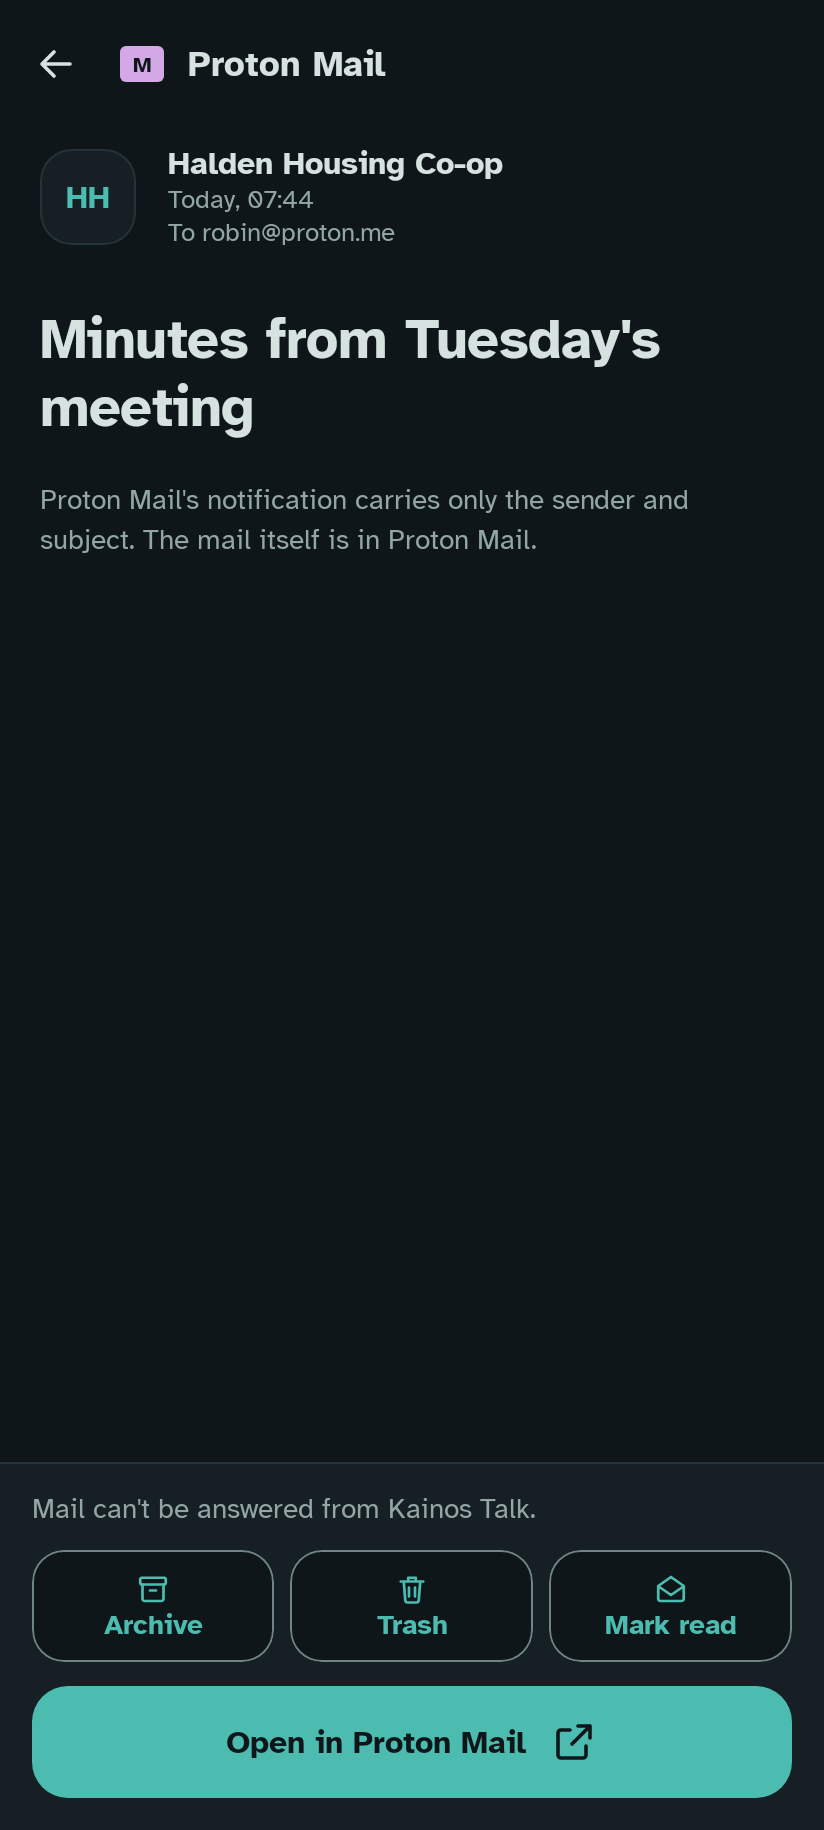 M Proton Mail
HH
Halden Housing Co-op
Today, 07:44
To robin@proton.me
Minutes from Tuesday's
meeting
Proton Mail's notification carries only the sender and
subject. The mail itself is in Proton Mail.
Mail can't be answered from Kainos Talk.
Archive
Trash
Mark read
Open in Proton Mail